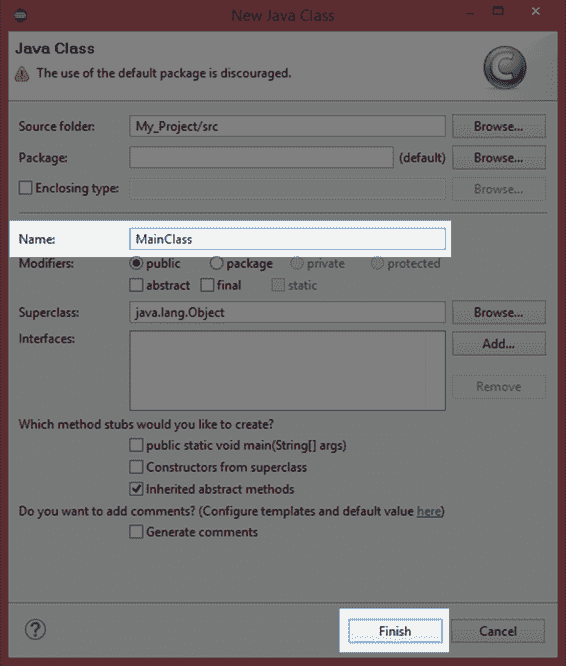 New Java Class
Java Class
The use of the default package is discouraged.
C
Source folder: My_Project/src Browse...
Package: (default) Browse...
Enclosing type: Browse...
Name: MainClass
Modifiers: public package private protected
abstract final static
Superclass: java.lang.Object Browse...
Interfaces: Add...
Remove
Which method stubs would you like to create?
public static void main(String[] args)
Constructors from superclass
Inherited abstract methods
Do you want to add comments? (Configure templates and default value here)
Generate comments
? Finish Cancel